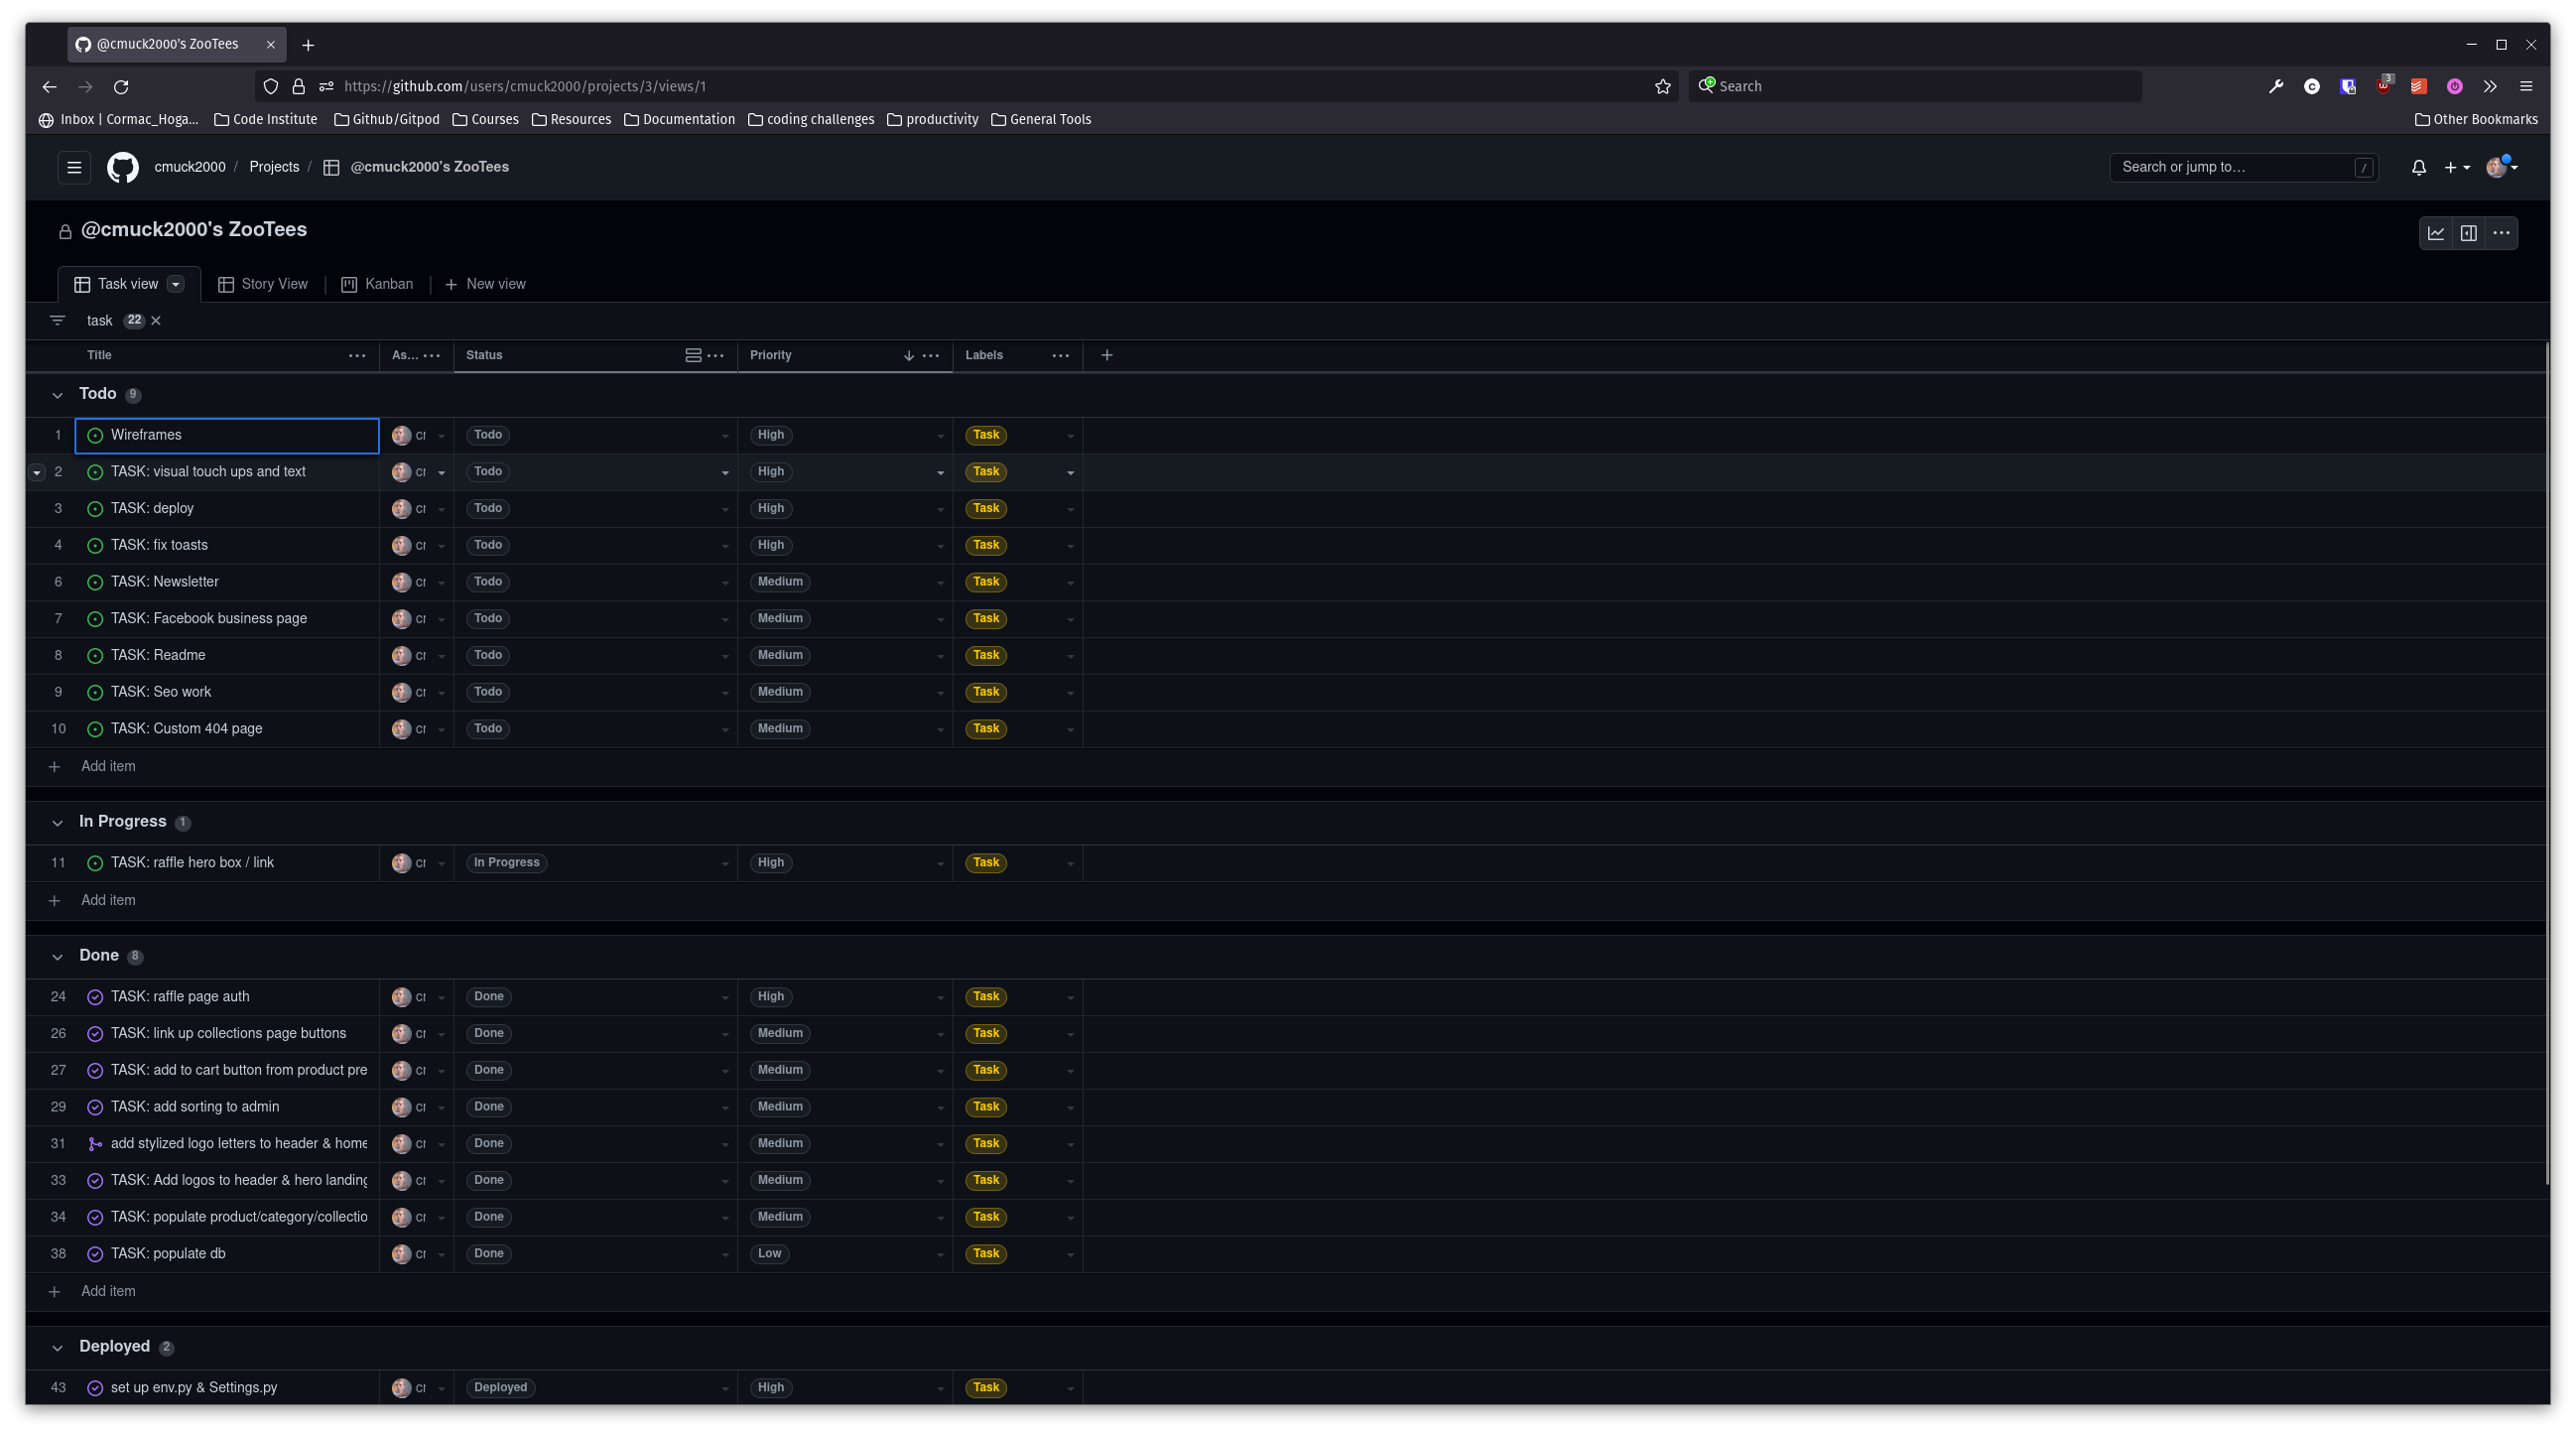 @cmuck2000's ZooTees
https://github.com/users/cmuck2000/projects/3/views/1
Search
3
Inbox | Cormac_Hoga... Code Institute Github/Gitpod Courses Resources Documentation coding challenges productivity General Tools Other Bookmarks
cmuck2000 / Projects / @cmuck2000's ZooTees Search or jump to... /
@cmuck2000's ZooTees
Task view Story View Kanban New view
task 22
Title As... Status Priority Labels
Todo 9
1 Wireframes cr Todo High Task
2 TASK: visual touch ups and text cr Todo High Task
3 TASK: deploy cr Todo High Task
4 TASK: fix toasts cr Todo High Task
6 TASK: Newsletter cr Todo Medium Task
7 TASK: Facebook business page cr Todo Medium Task
8 TASK: Readme cr Todo Medium Task
9 TASK: Seo work cr Todo Medium Task
10 TASK: Custom 404 page cr Todo Medium Task
Add item
In Progress 1
11 TASK: raffle hero box / link cr In Progress High Task
Add item
Done 8
24 TASK: raffle page auth cr Done High Task
26 TASK: link up collections page buttons cr Done Medium Task
27 TASK: add to cart button from product pre cr Done Medium Task
29 TASK: add sorting to admin cr Done Medium Task
31 add stylized logo letters to header & home cr Done Medium Task
33 TASK: Add logos to header & hero landing cr Done Medium Task
34 TASK: populate product/category/collectio cr Done Medium Task
38 TASK: populate db cr Done Low Task
Add item
Deployed 2
43 set up env.py & Settings.py cr Deployed High Task